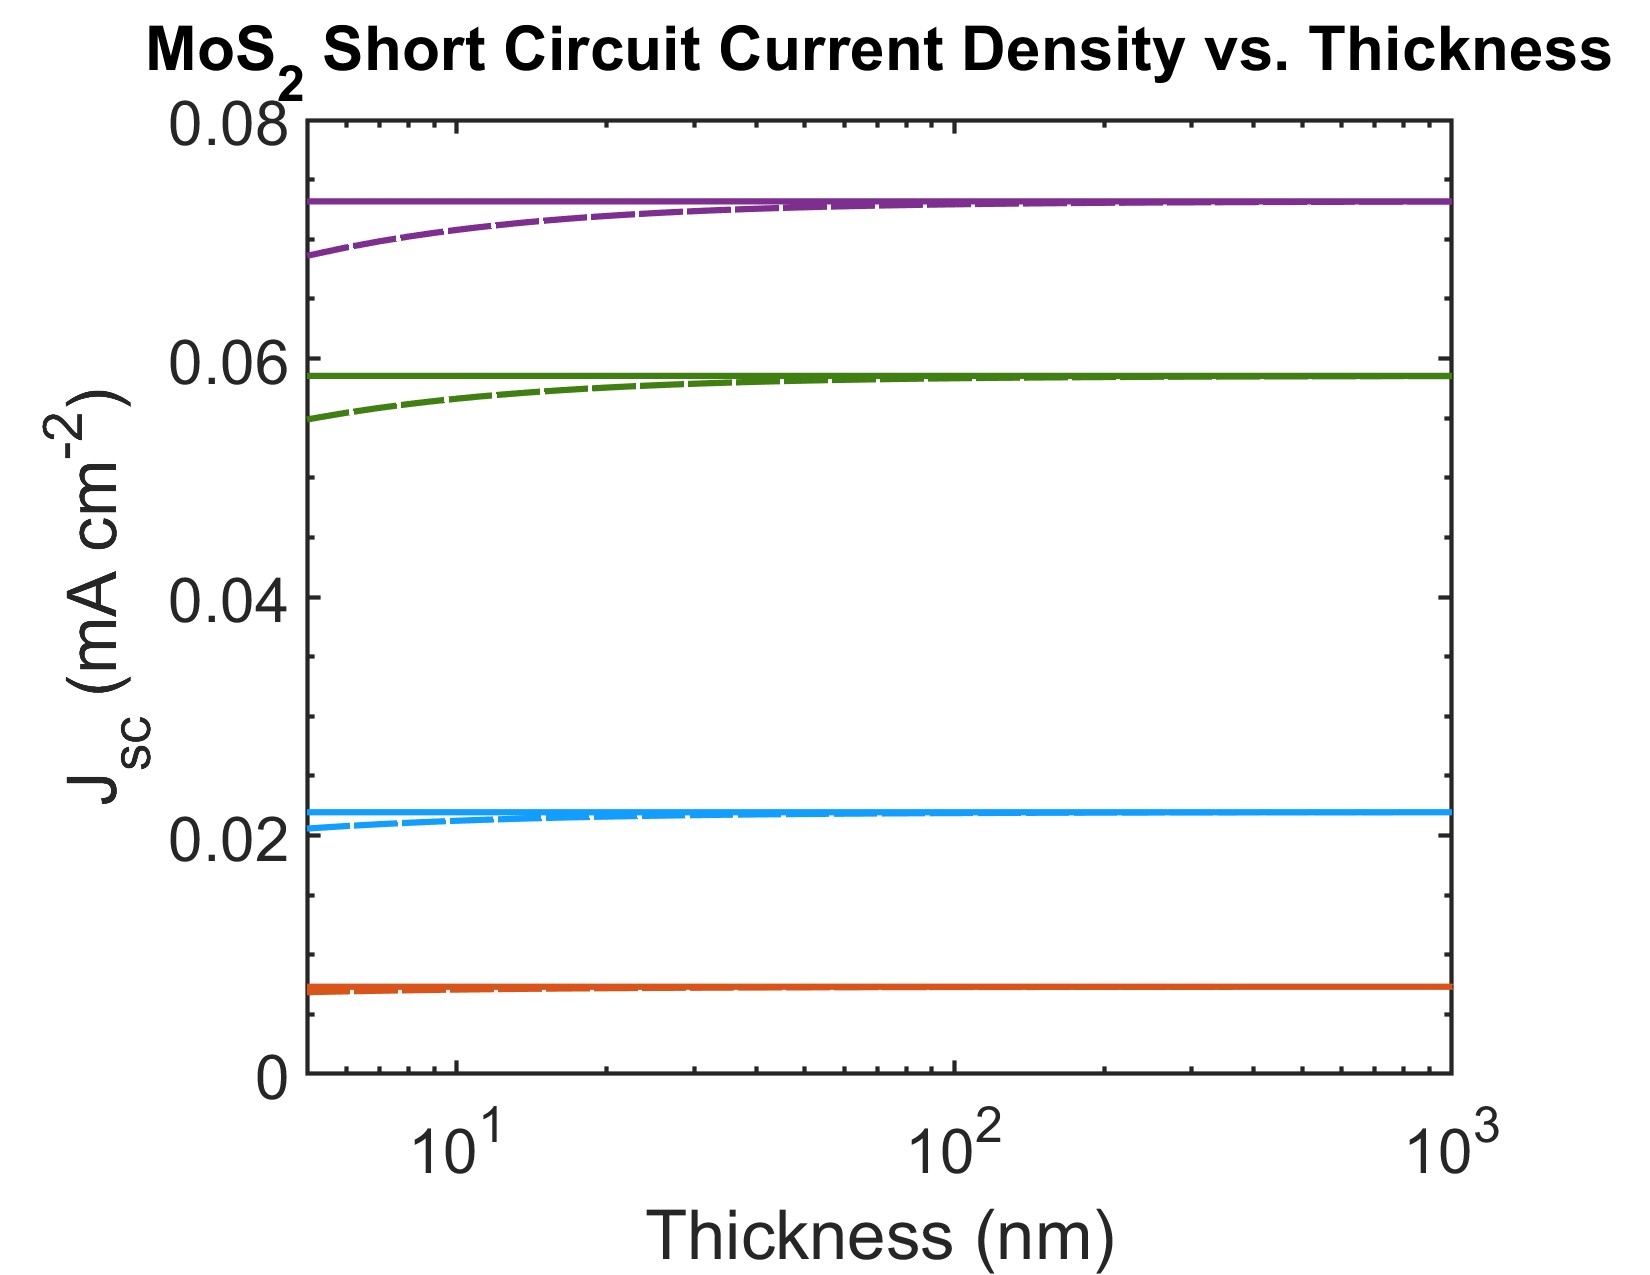 MoS₂ Short Circuit Current Density vs. Thickness
0.08
0.06
0.04
0.02
0
J_sc (mA cm⁻²)
10¹ 10² 10³
Thickness (nm)